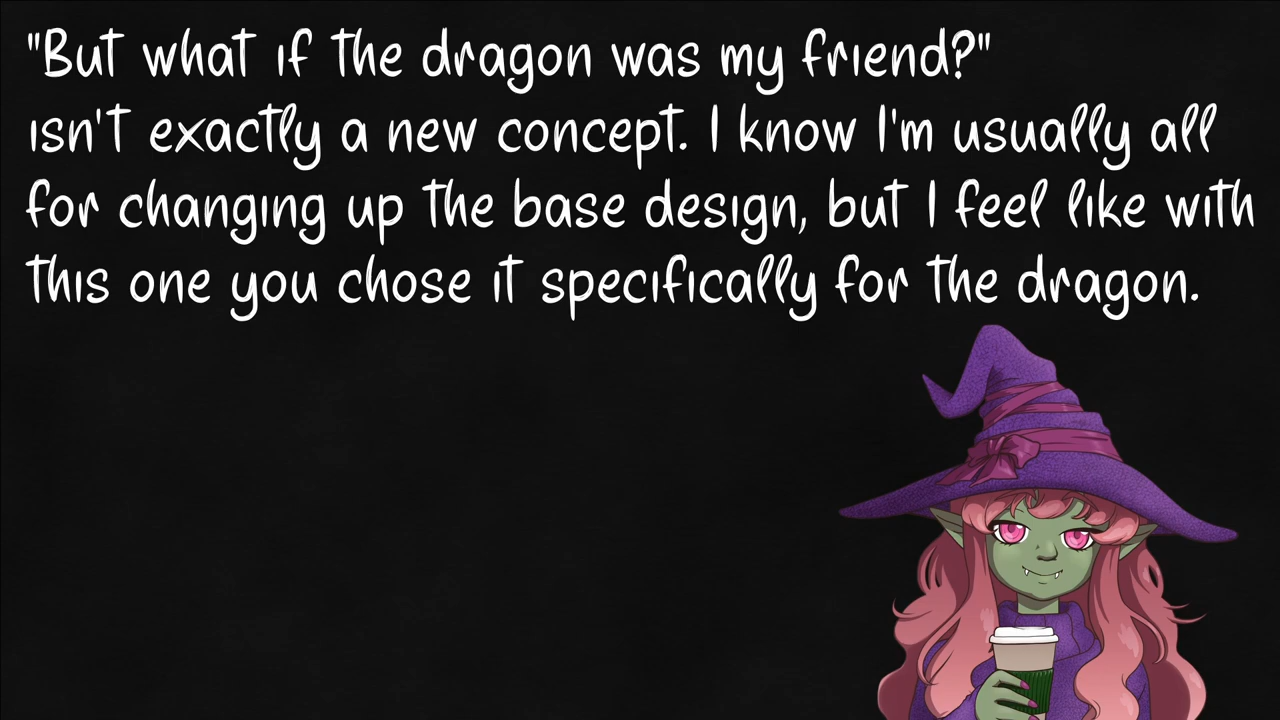 "But what if the dragon was my friend?"
isn't exactly a new concept. I know I'm usually all
for changing up the base design, but I feel like with
this one you chose it specifically for the dragon.